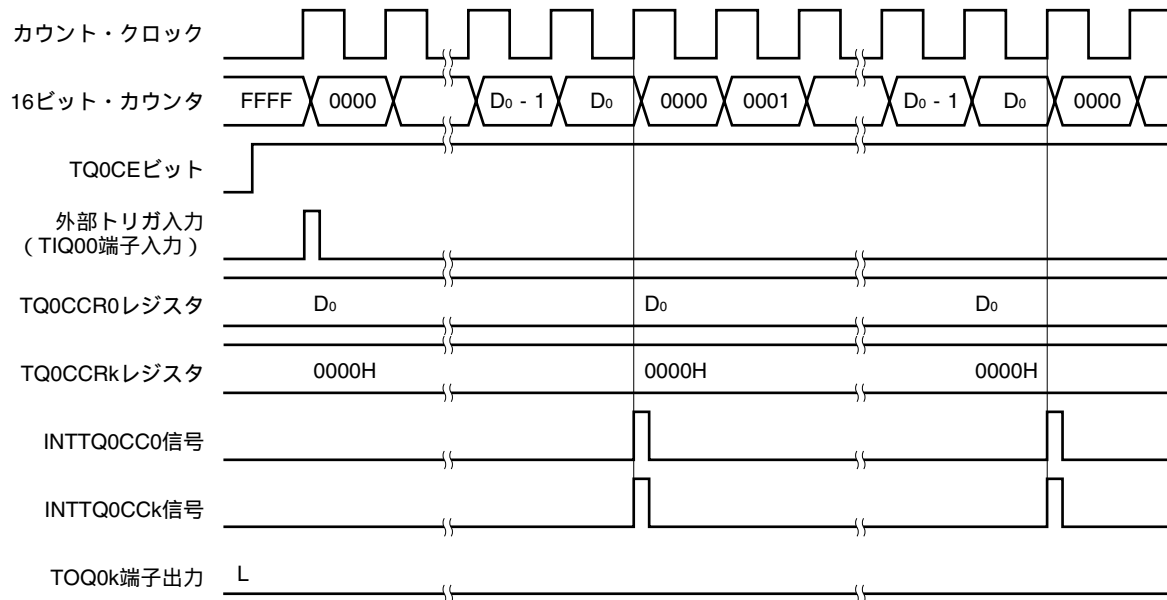 カウント・クロック
16ビット・カウンタ FFFF 0000 D₀ - 1 D₀ 0000 0001 D₀ - 1 D₀ 0000
TQ0CEビット
外部トリガ入力
(TIQ00端子入力)
TQ0CCR0レジスタ D₀ D₀ D₀
TQ0CCRkレジスタ 0000H 0000H 0000H
INTTQ0CC0信号
INTTQ0CCk信号
TOQ0k端子出力 L